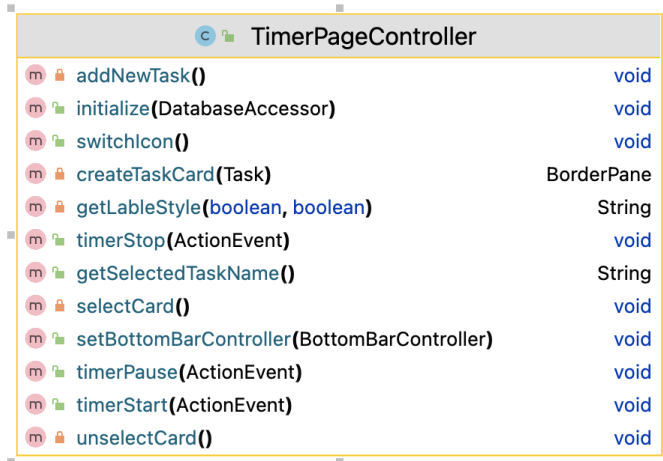 C TimerPageController
m addNewTask() void
m initialize(DatabaseAccessor) void
m switchIcon() void
m createTaskCard(Task) BorderPane
m getLableStyle(boolean, boolean) String
m timerStop(ActionEvent) void
m getSelectedTaskName() String
m selectCard() void
m setBottomBarController(BottomBarController) void
m timerPause(ActionEvent) void
m timerStart(ActionEvent) void
m unselectCard() void